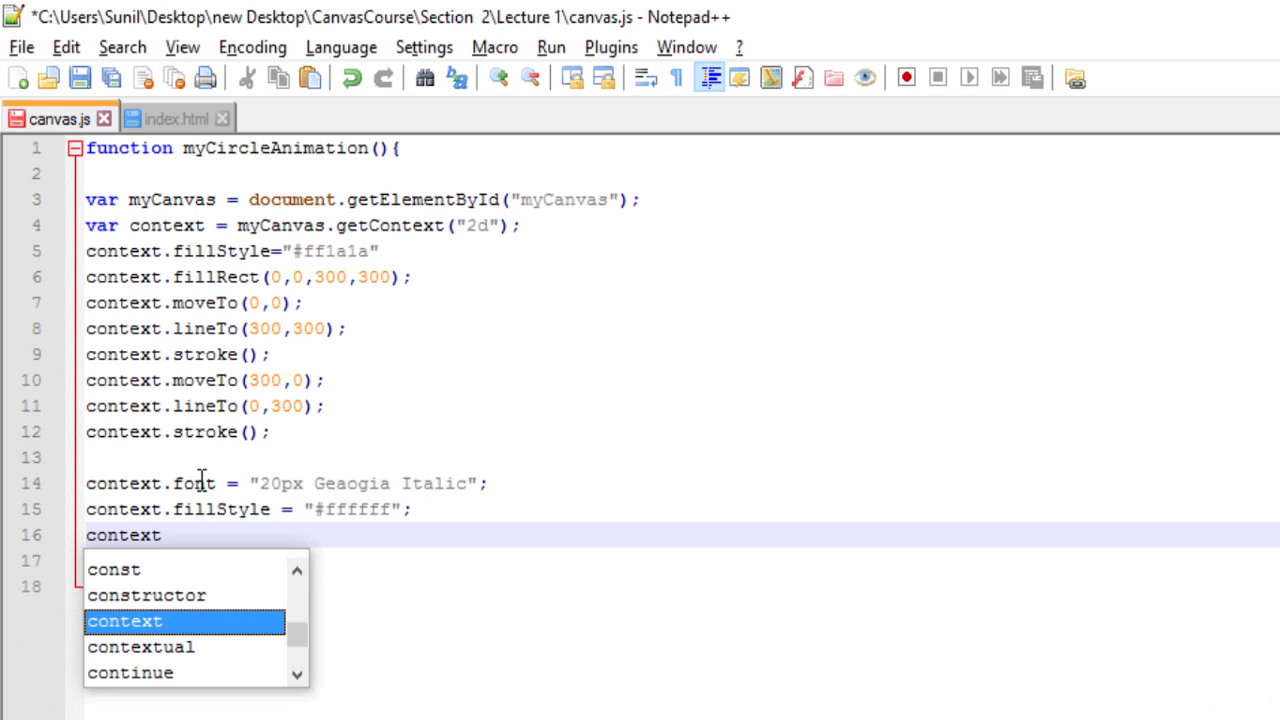 *C:\Users\Sunil\Desktop\new Desktop\CanvasCourse\Section  2\Lecture 1\canvas.js - Notepad++
File Edit Search View Encoding Language Settings Macro Run Plugins Window ?
canvas.js index.html
1 function myCircleAnimation(){
2
3 var myCanvas = document.getElementById("myCanvas");
4 var context = myCanvas.getContext("2d");
5 context.fillStyle="#ff1a1a"
6 context.fillRect(0,0,300,300);
7 context.moveTo(0,0);
8 context.lineTo(300,300);
9 context.stroke();
10 context.moveTo(300,0);
11 context.lineTo(0,300);
12 context.stroke();
13
14 context.font = "20px Geaogia Italic";
15 context.fillStyle = "#ffffff";
16 context
17
18
const
constructor
context
contextual
continue